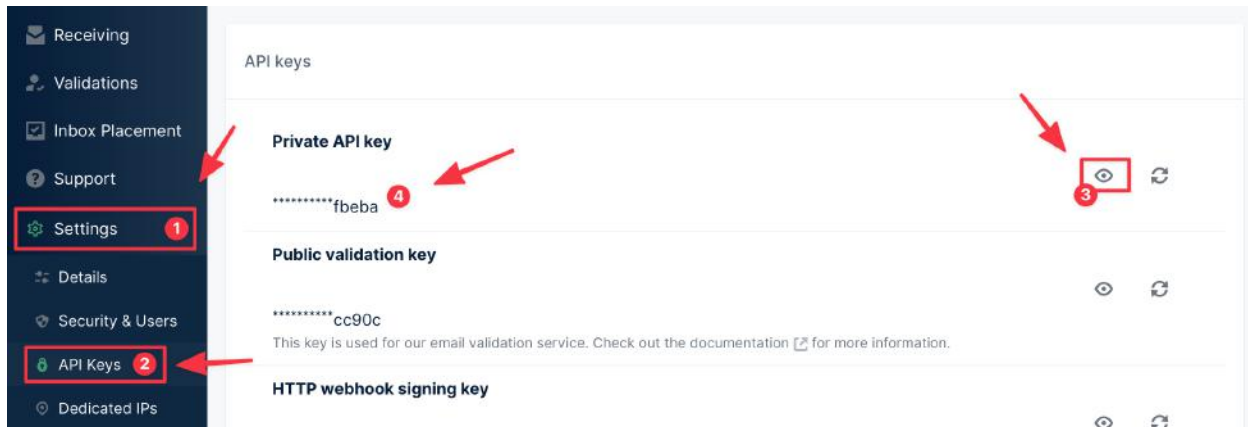 Receiving
Validations
Inbox Placement
Support
Settings 1
Details
Security & Users
API Keys 2
Dedicated IPs
API keys
Private API key
**********fbeba 4
3
Public validation key
**********cc90c
This key is used for our email validation service. Check out the documentation for more information.
HTTP webhook signing key